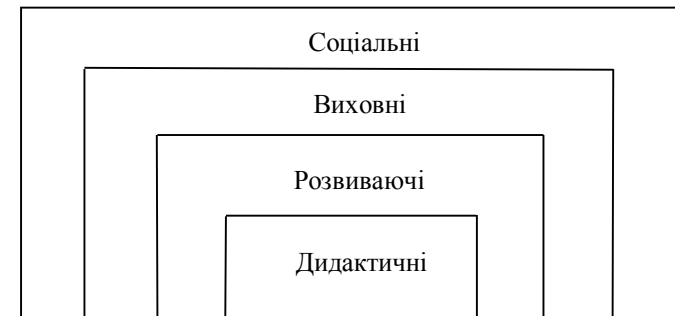 Соціальні
Виховні
Розвиваючі
Дидактичні